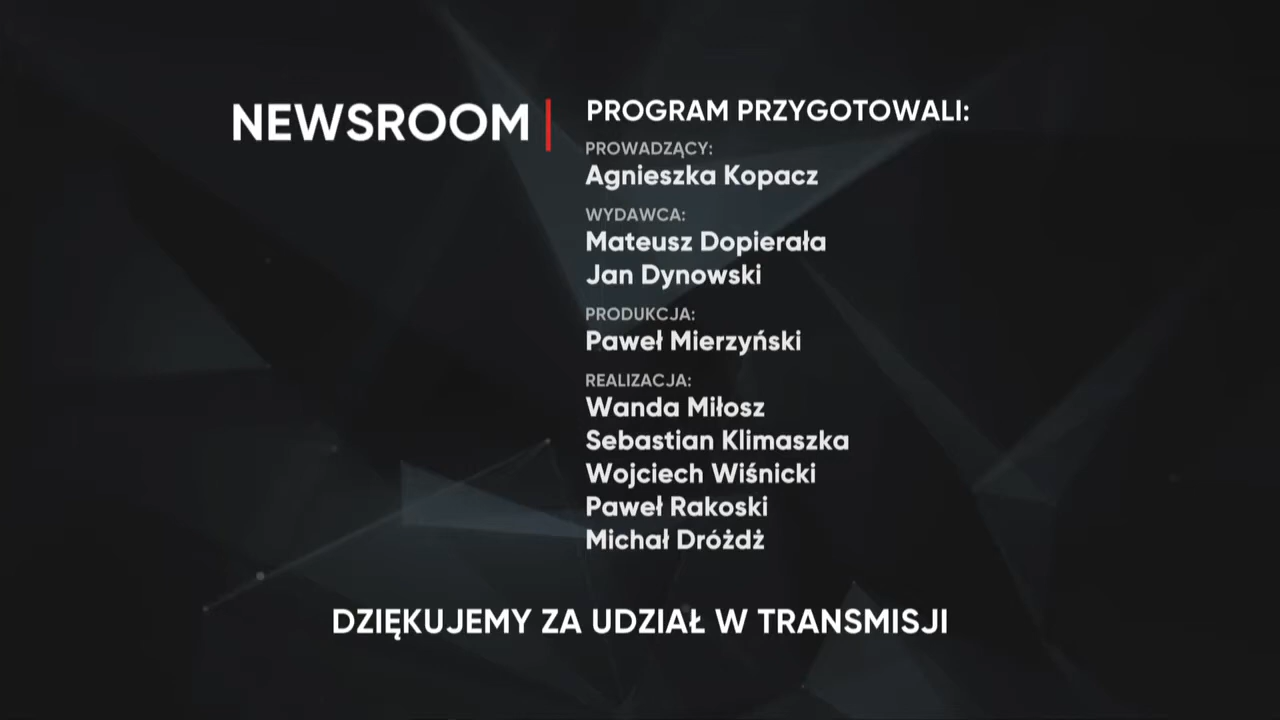 NEWSROOM
PROGRAM PRZYGOTOWALI:
PROWADZĄCY:
Agnieszka Kopacz
WYDAWCA:
Mateusz Dopierała
Jan Dynowski
PRODUKCJA:
Paweł Mierzyński
REALIZACJA:
Wanda Miłosz
Sebastian Klimaszka
Wojciech Wiśnicki
Paweł Rakoski
Michał Dróżdż
DZIĘKUJEMY ZA UDZIAŁ W TRANSMISJI